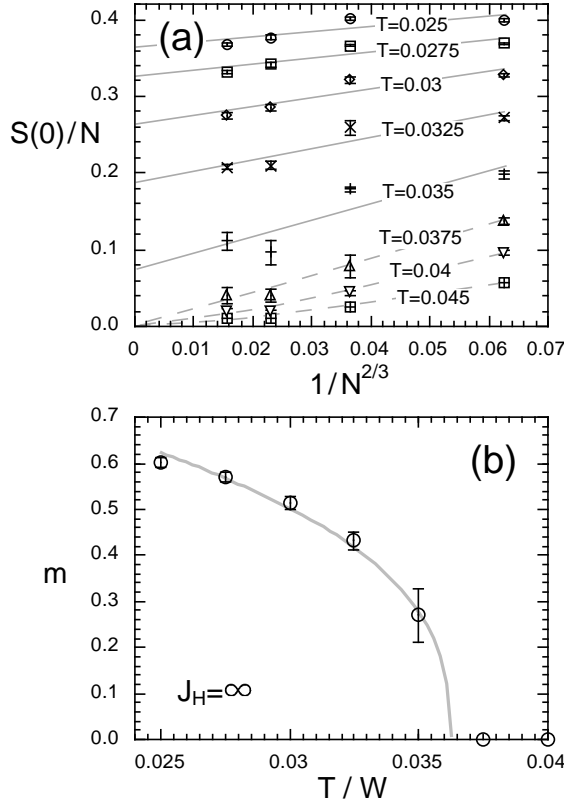 0.4
(a)
T=0.025
T=0.0275
0.3
T=0.03
S(0)/N
T=0.0325
0.2
T=0.035
0.1
T=0.0375
T=0.04
T=0.045
0.0
0 0.01 0.02 0.03 0.04 0.05 0.06 0.07
1/N^{2/3}
0.7
0.6
(b)
0.5
0.4
m
0.3
0.2
0.1
J_H=∞
0.0
0.025 0.03 0.035 0.04
T / W